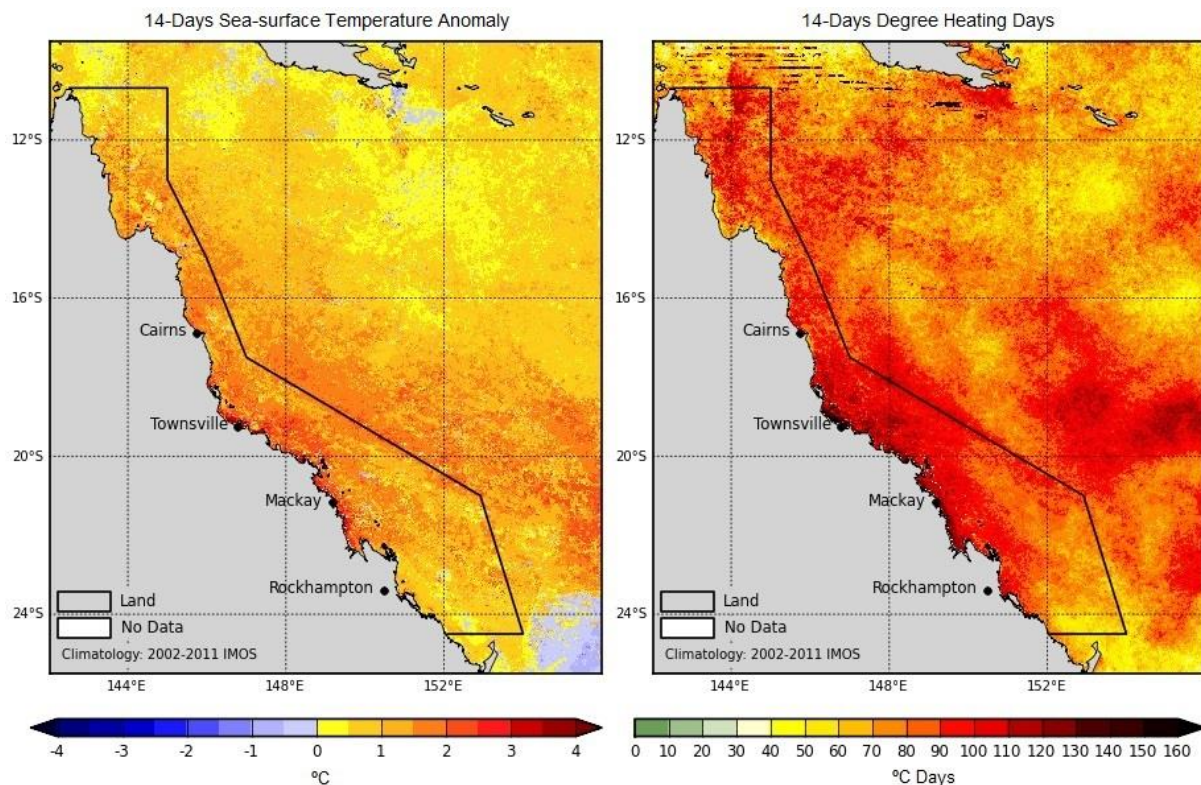 14-Days Sea-surface Temperature Anomaly
12°S
16°S
20°S
24°S
Cairns
Townsville
Mackay
Rockhampton
Land
No Data
Climatology: 2002-2011 IMOS
144°E 148°E 152°E
-4 -3 -2 -1 0 1 2 3 4
ºC
14-Days Degree Heating Days
12°S
16°S
20°S
24°S
Cairns
Townsville
Mackay
Rockhampton
Land
No Data
Climatology: 2002-2011 IMOS
144°E 148°E 152°E
0 10 20 30 40 50 60 70 80 90 100 110 120 130 140 150 160
ºC Days